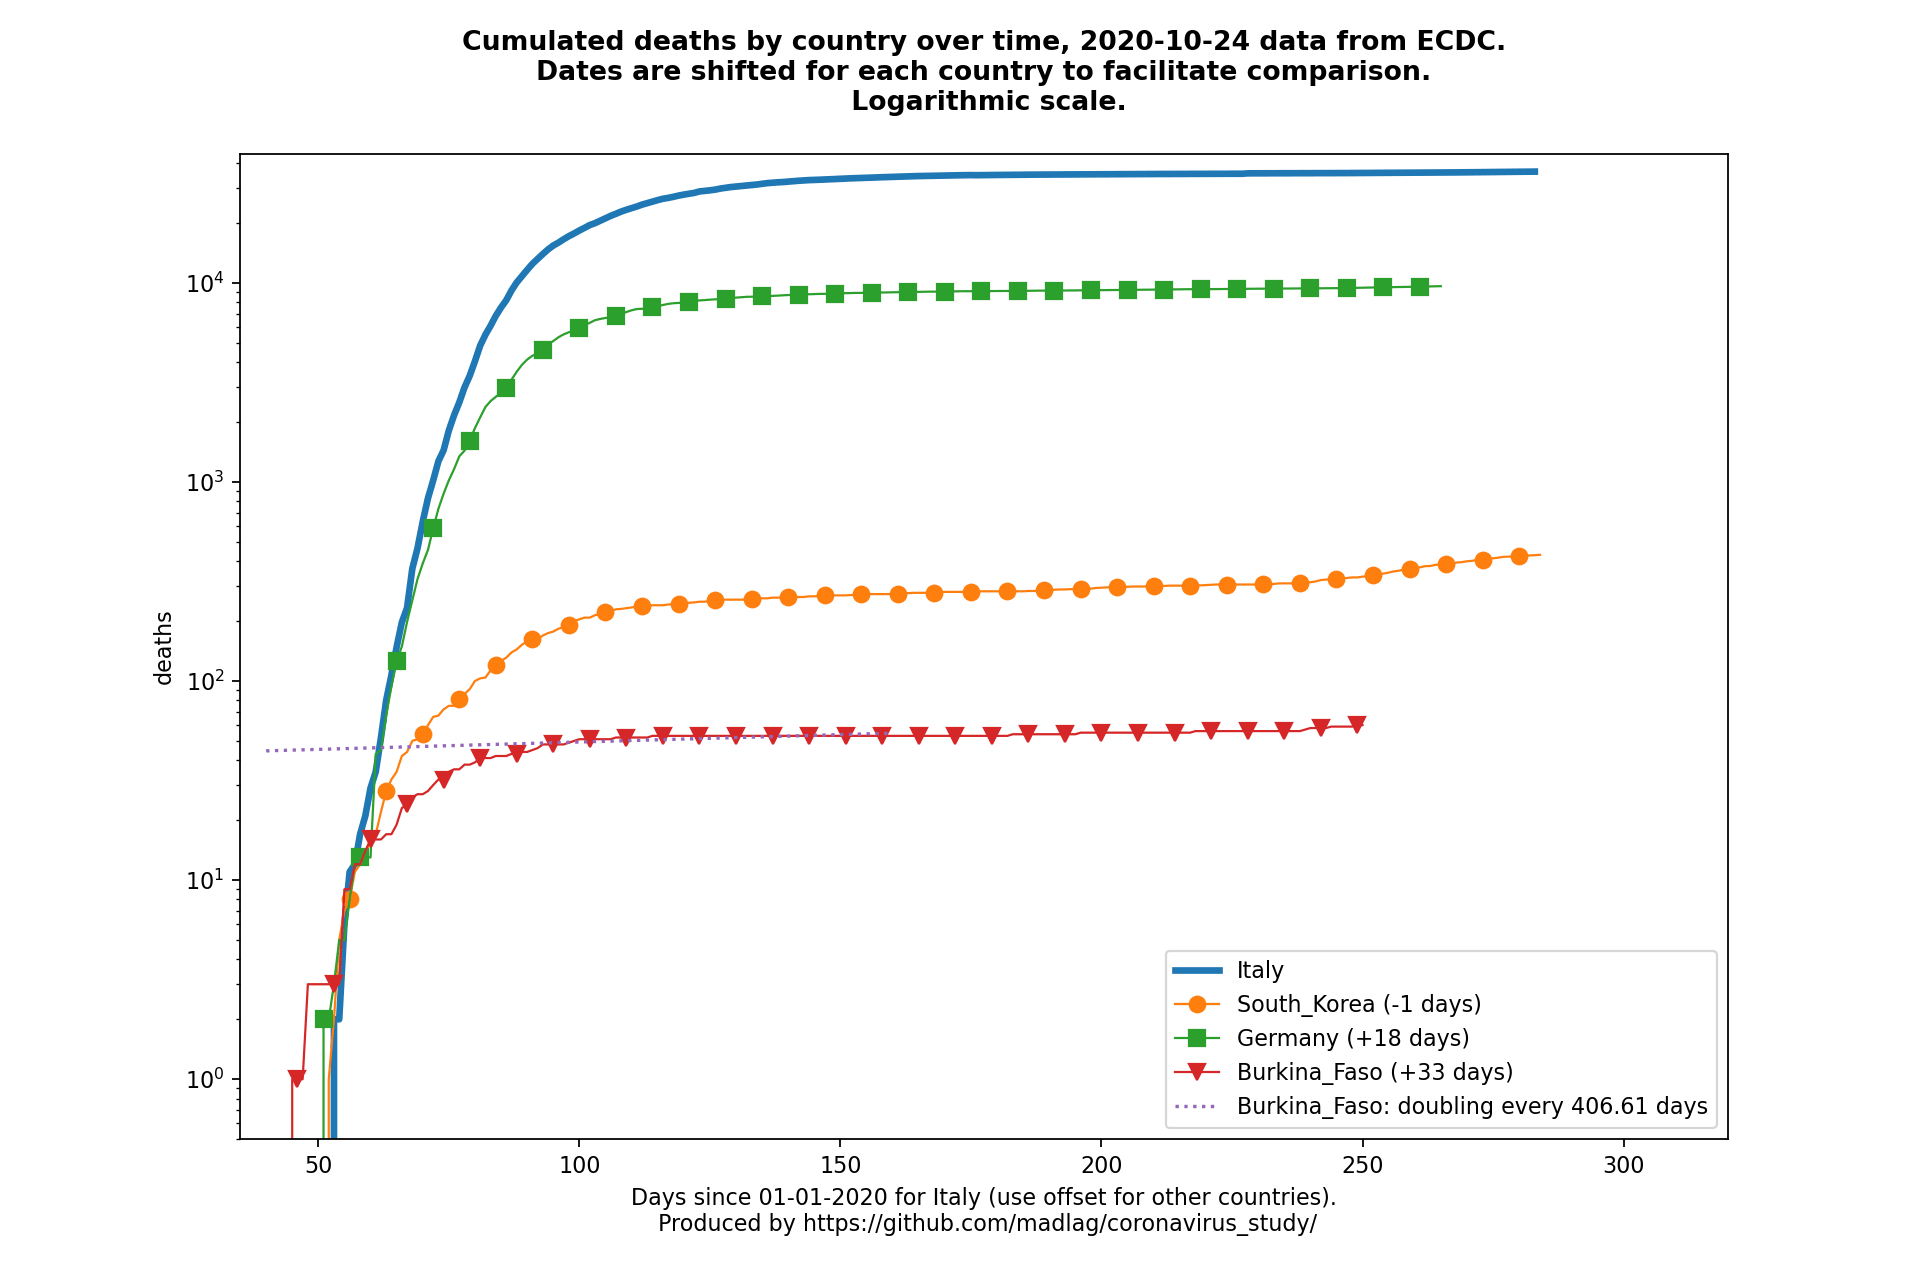 Cumulated deaths by country over time, 2020-10-24 data from ECDC.
Dates are shifted for each country to facilitate comparison.
Logarithmic scale.
10^4
10^3
10^2
10^1
10^0
deaths
Italy
South_Korea (-1 days)
Germany (+18 days)
Burkina_Faso (+33 days)
Burkina_Faso: doubling every 406.61 days
50 100 150 200 250 300
Days since 01-01-2020 for Italy (use offset for other countries).
Produced by https://github.com/madlag/coronavirus_study/